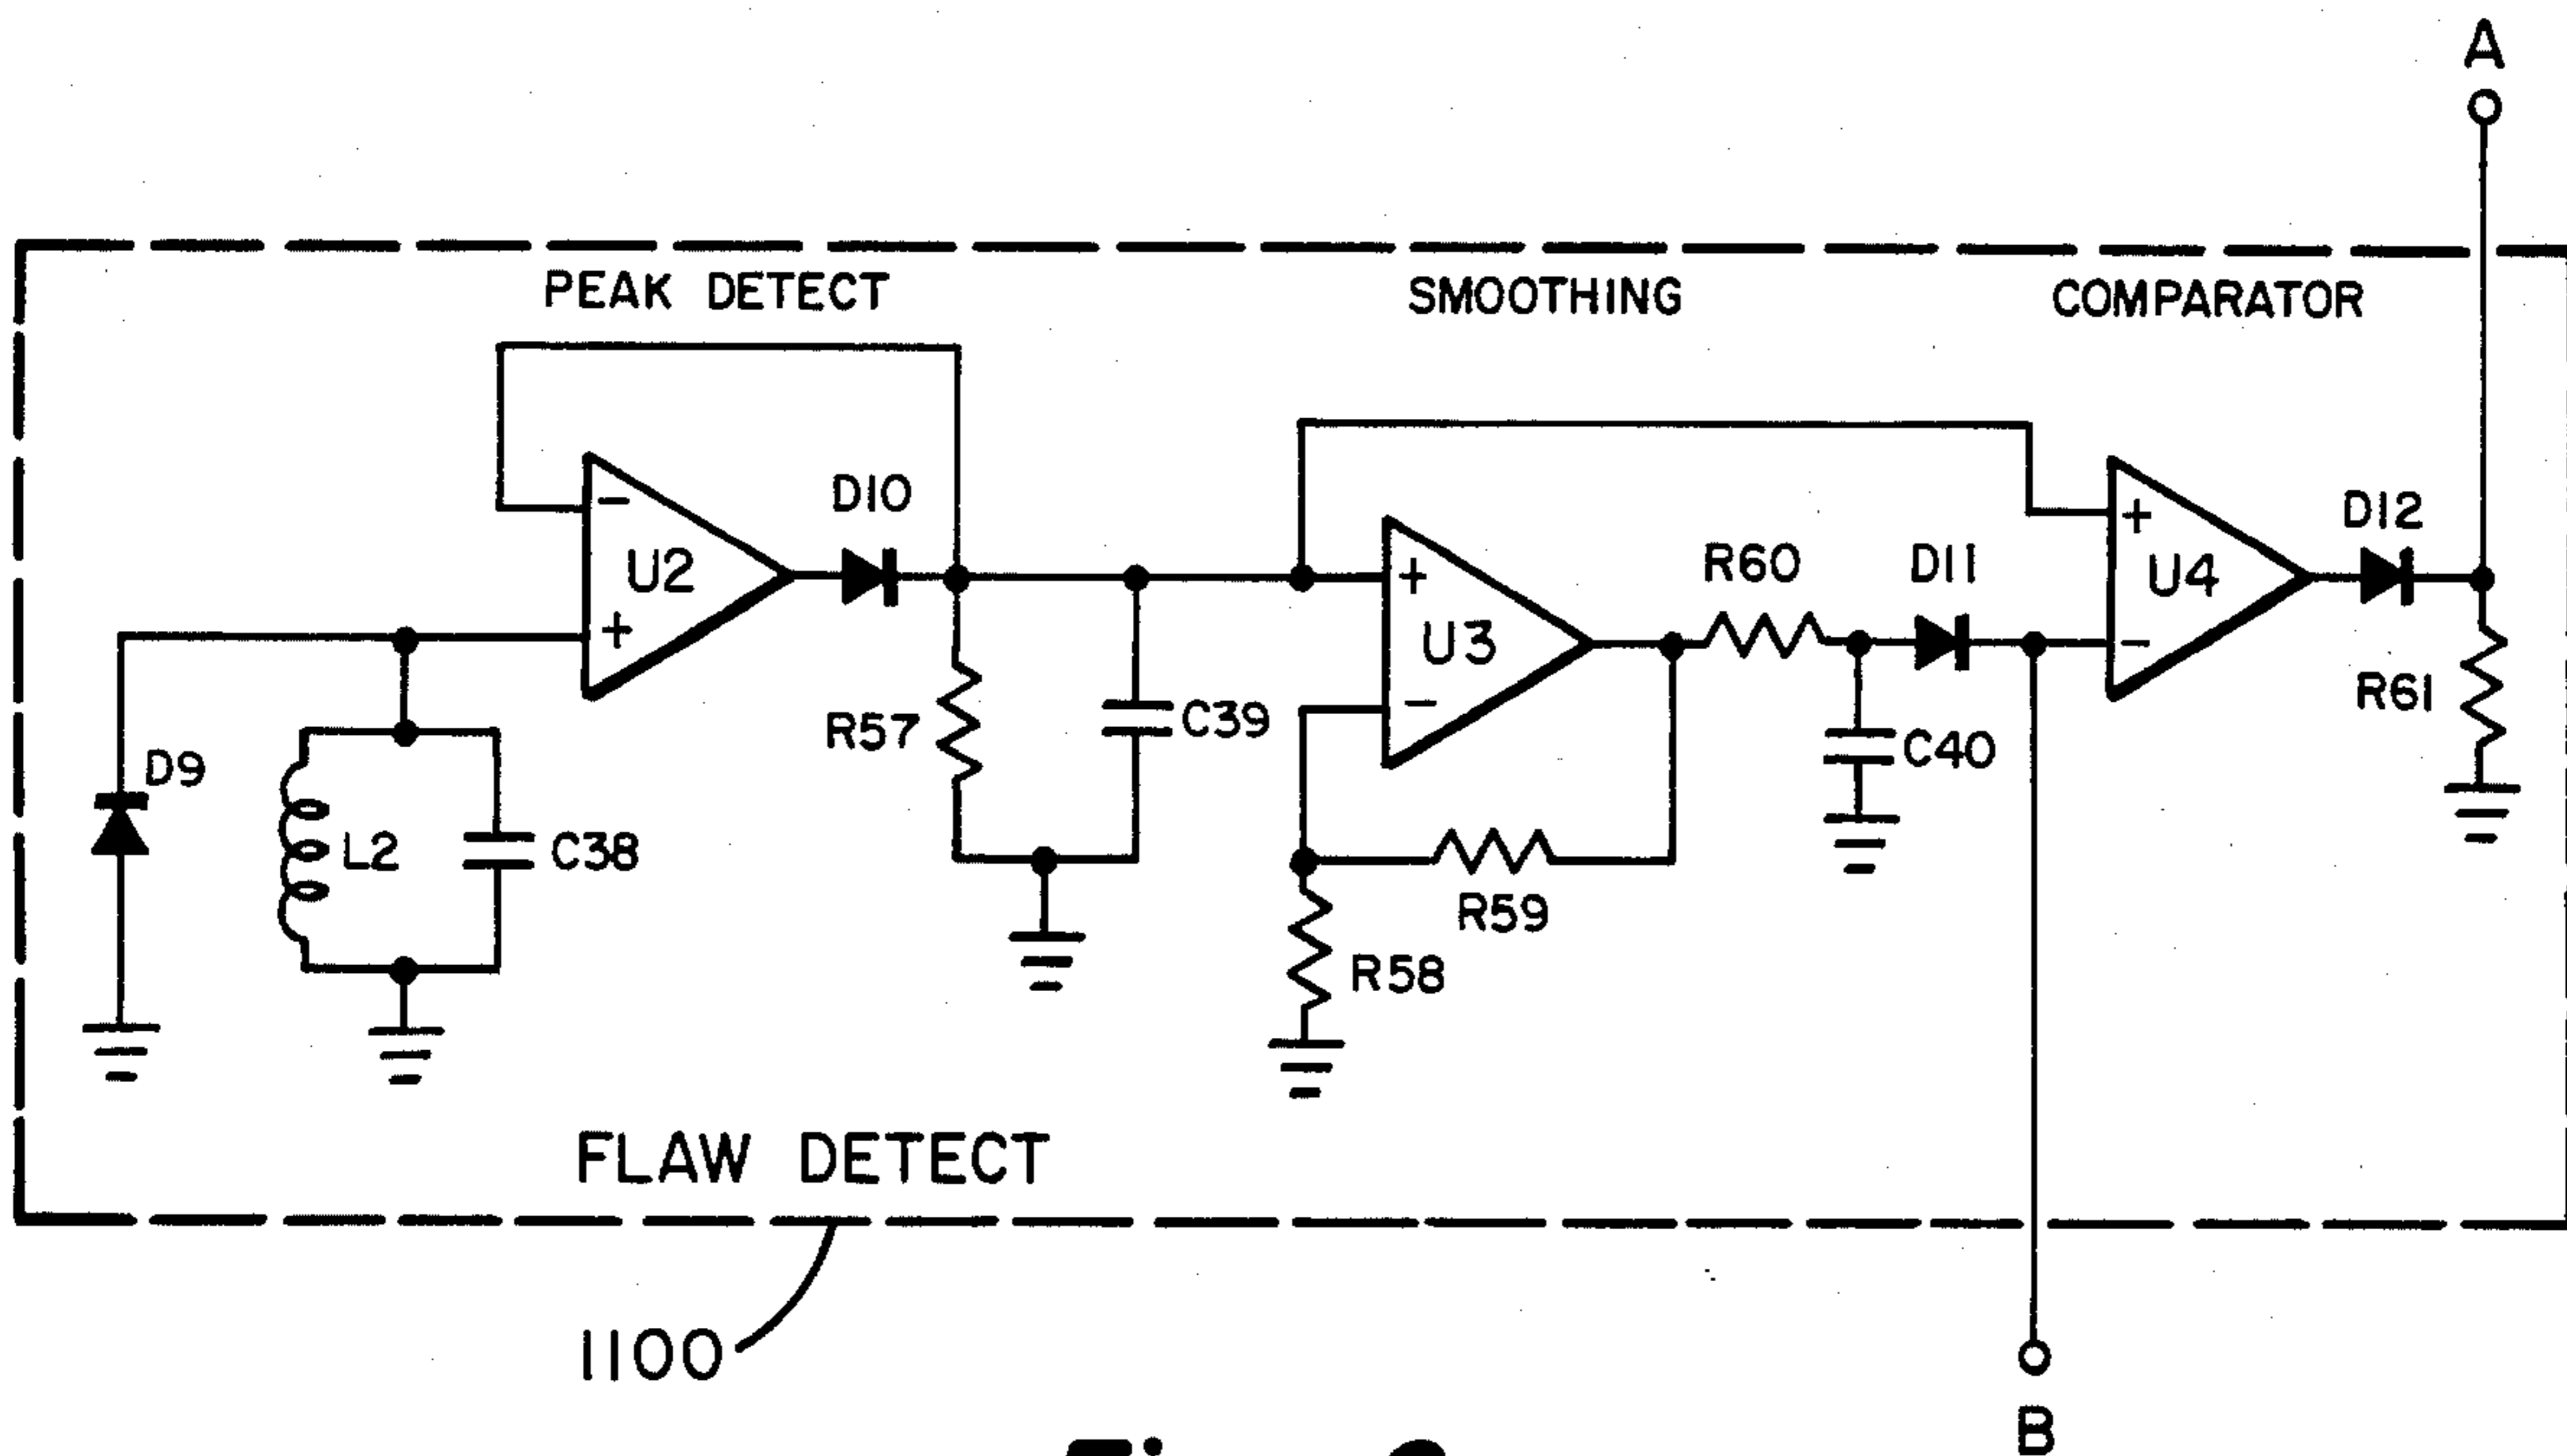 A
PEAK DETECT
SMOOTHING
COMPARATOR
D10
D12
-
+
U2
+
U3
-
R60
D11
+
U4
-
D9
L2
C38
R57
C39
C40
R61
R59
R58
FLAW DETECT
1100
B